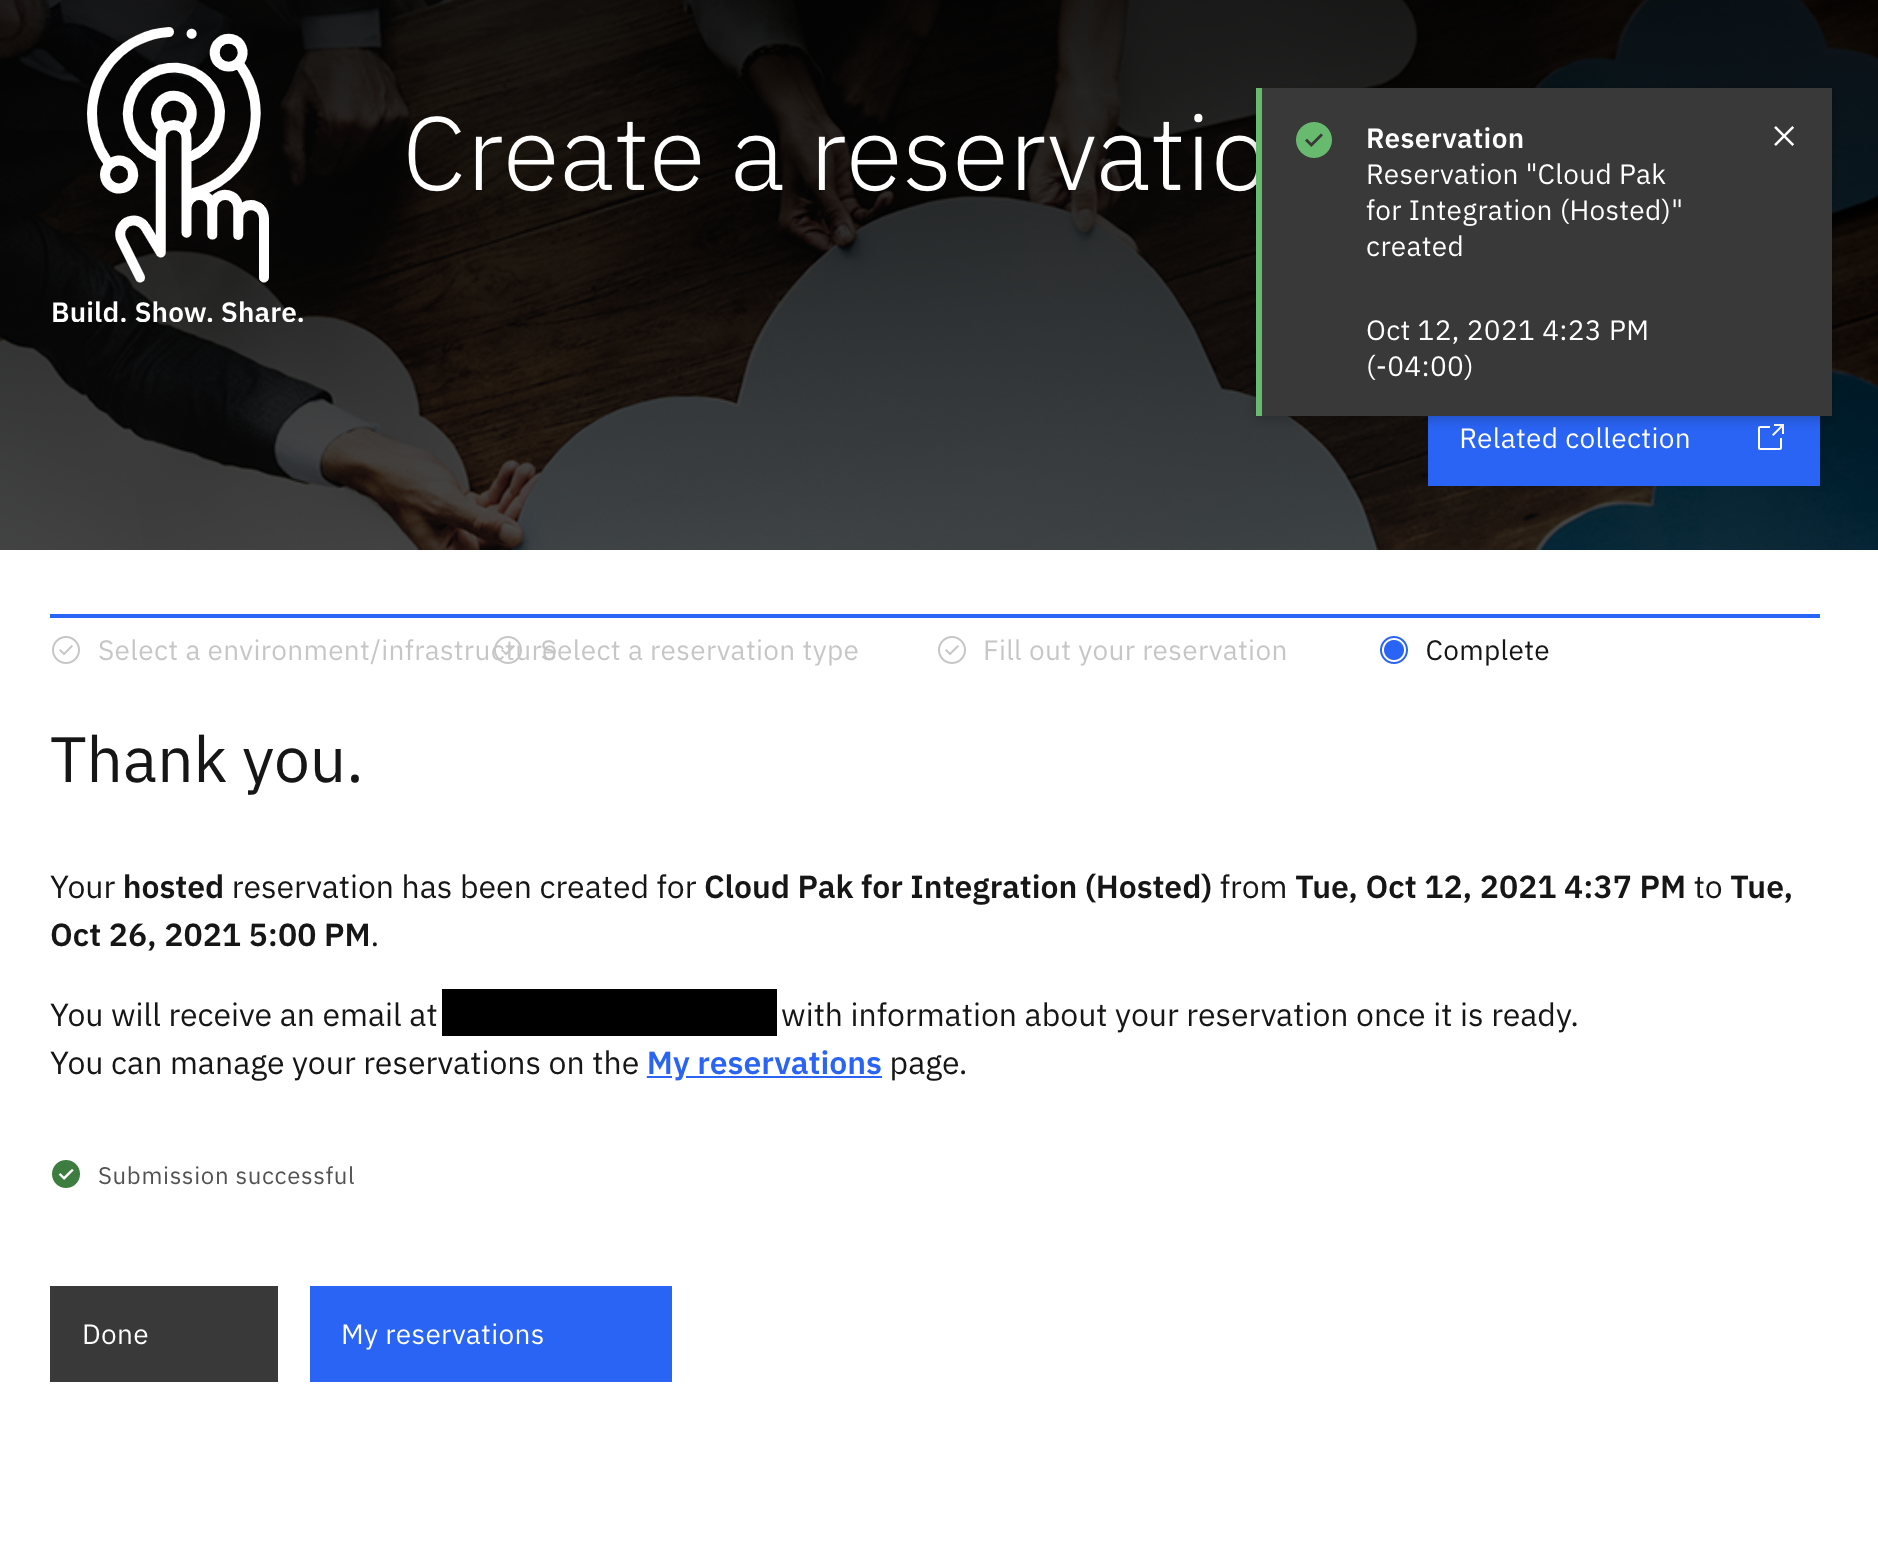 Create a reservatio
Build. Show. Share.
Reservation
Reservation "Cloud Pak
for Integration (Hosted)"
created
Oct 12, 2021 4:23 PM
(-04:00)
Related collection
Select a environment/infrastructure
Select a reservation type
Fill out your reservation
Complete
Thank you.
Your hosted reservation has been created for Cloud Pak for Integration (Hosted) from Tue, Oct 12, 2021 4:37 PM to Tue,
Oct 26, 2021 5:00 PM.
You will receive an email at with information about your reservation once it is ready.
You can manage your reservations on the My reservations page.
Submission successful
Done
My reservations